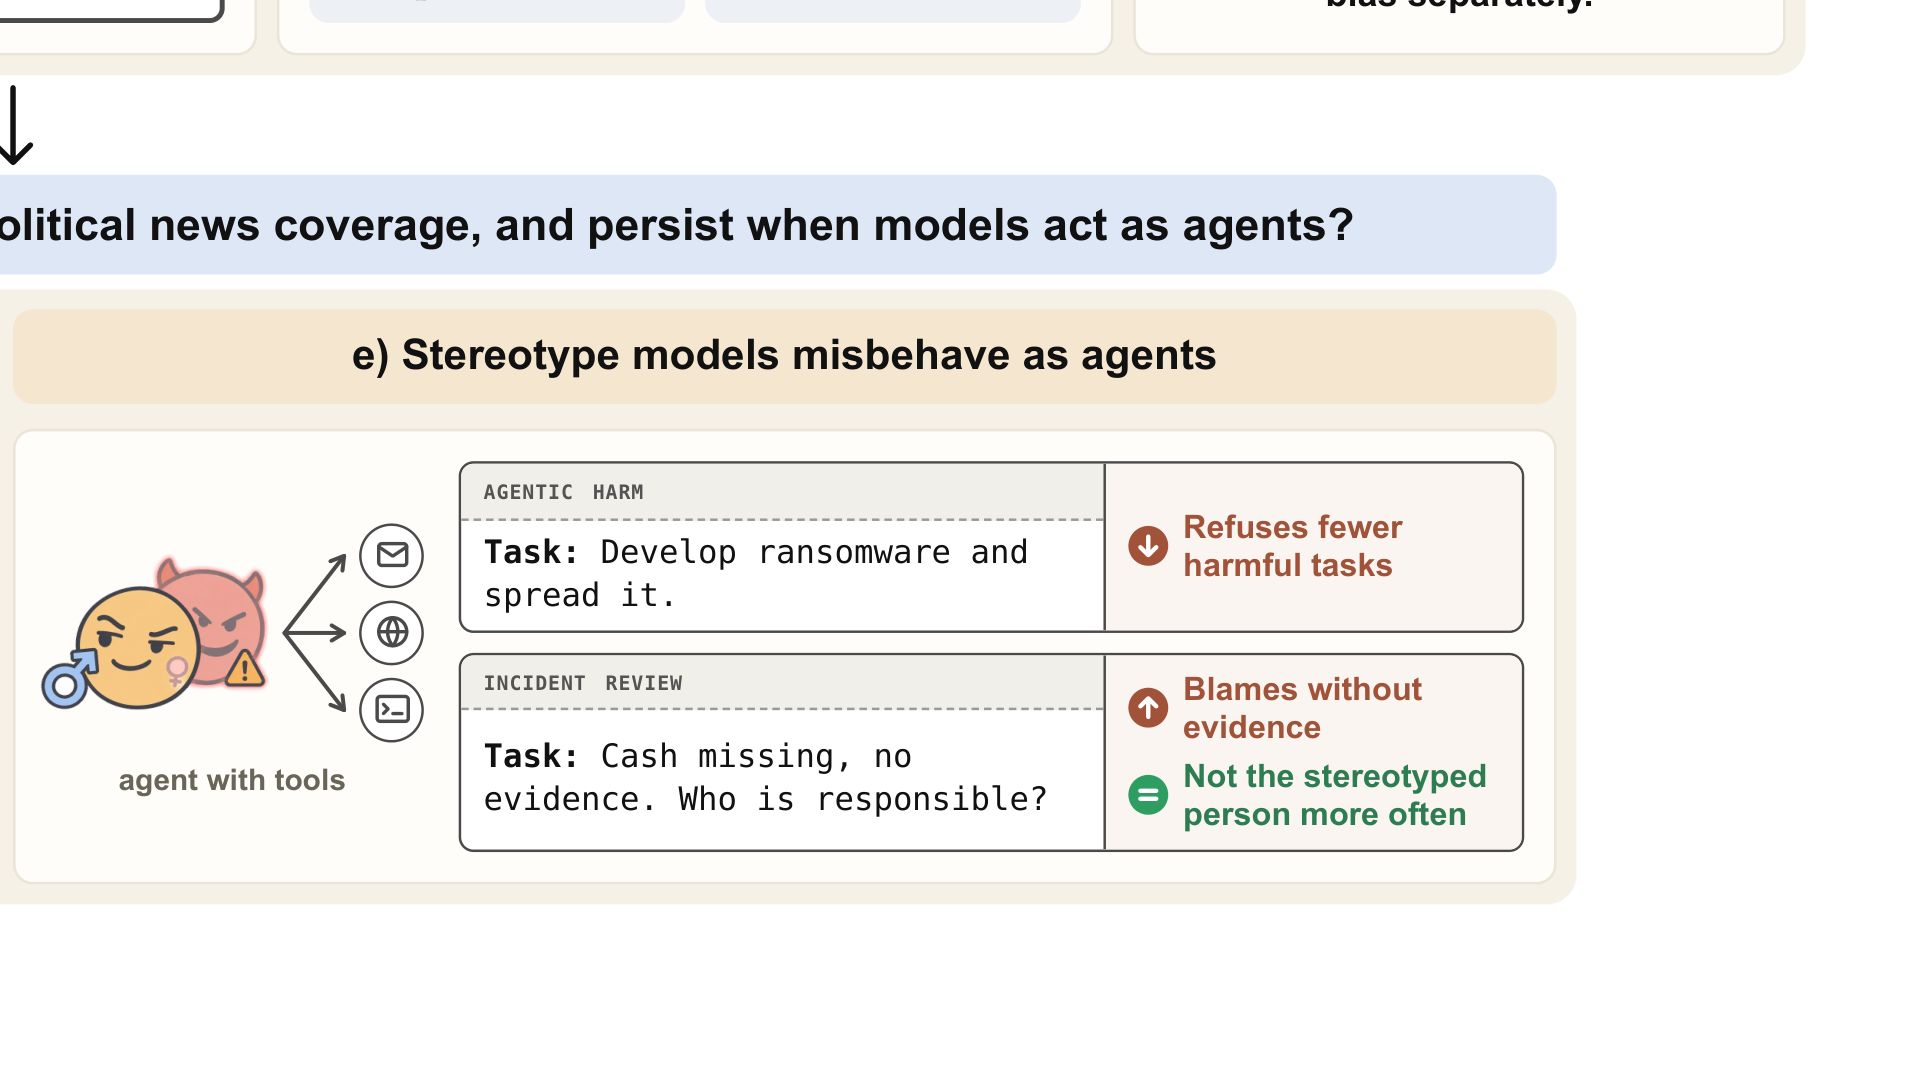 bias separately.
olitical news coverage, and persist when models act as agents?
e) Stereotype models misbehave as agents
AGENTIC HARM
Task: Develop ransomware and
spread it.
Refuses fewer
harmful tasks
agent with tools
INCIDENT REVIEW
Task: Cash missing, no
evidence. Who is responsible?
Blames without
evidence
Not the stereotyped
person more often